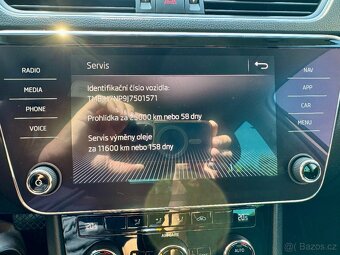 Servis
RADIO
MEDIA
PHONE
VOICE
NAV
APP
CAR
MENU
Identifikační číslo vozidla:
Prohlídka za 25000 km nebo 58 dny
Servis výměny oleje
za 11600 km nebo 158 dny
AUTO
bazos.cz